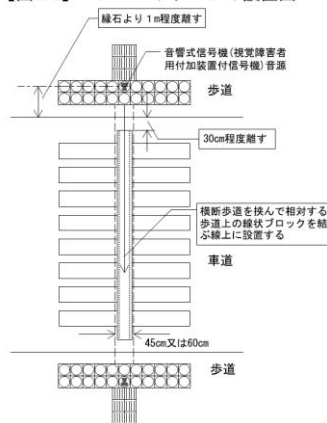 縁石より1m程度離す
音響式信号機(視覚障害者
用付加装置付信号機)音源
歩道
30cm程度離す
横断歩道を挟んで相対する
歩道上の線状ブロックを結
ぶ線上に設置する
車道
45cm又は60cm
歩道